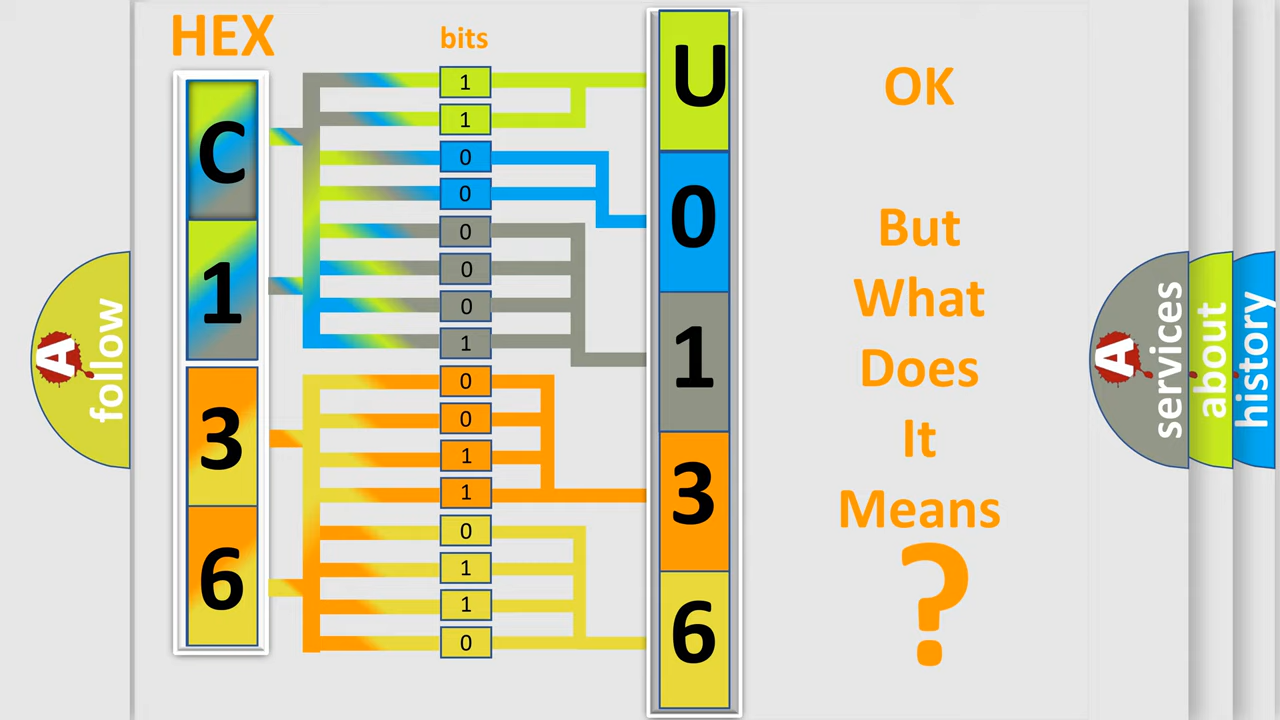 HEX
bits
C
1
3
6
1
1
0
0
0
0
0
1
0
0
1
1
0
1
1
0
U
0
1
3
6
OK
But
What
Does
It
Means
?
A
follow
A
services
about
history